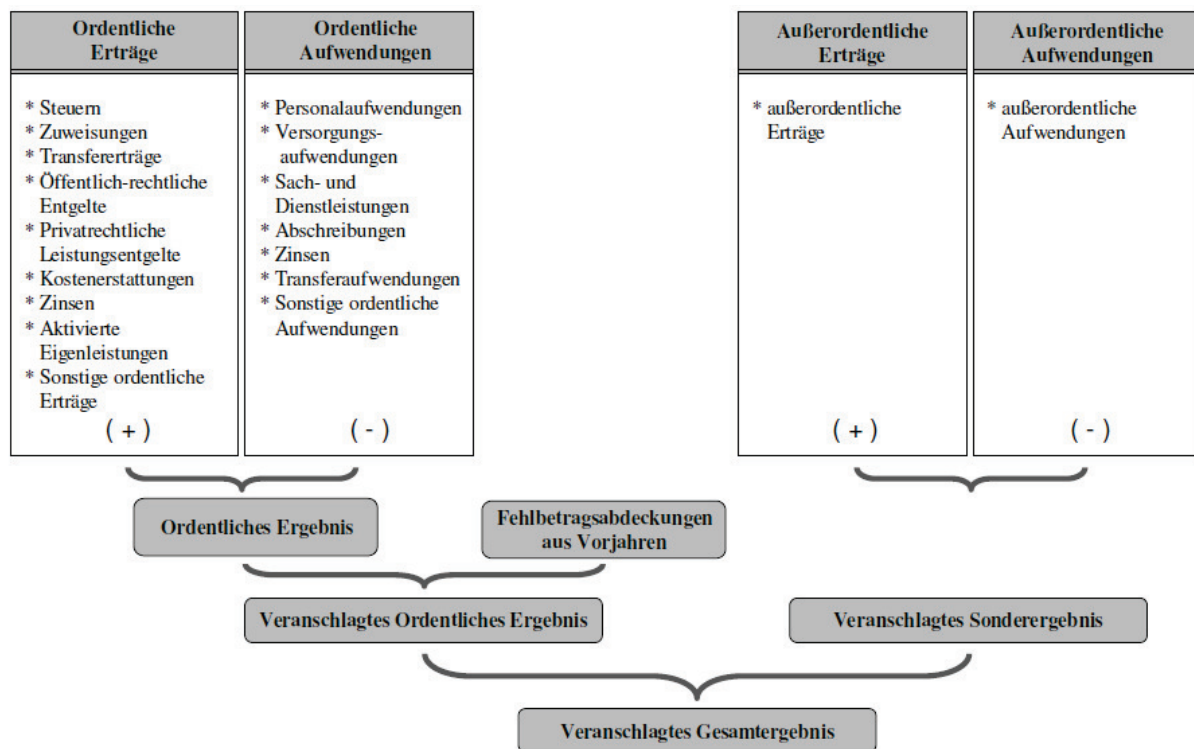 Ordentliche
Erträge
* Steuern
* Zuweisungen
* Transfererträge
* Öffentlich-rechtliche
Entgelte
* Privatrechtliche
Leistungsentgelte
* Kostenerstattungen
* Zinsen
* Aktivierte
Eigenleistungen
* Sonstige ordentliche
Erträge
( + )
Ordentliche
Aufwendungen
* Personalaufwendungen
* Versorgungs-
aufwendungen
* Sach- und
Dienstleistungen
* Abschreibungen
* Zinsen
* Transferaufwendungen
* Sonstige ordentliche
Aufwendungen
( - )
Außerordentliche
Erträge
* außerordentliche
Erträge
( + )
Außerordentliche
Aufwendungen
* außerordentliche
Aufwendungen
( - )
Ordentliches Ergebnis
Fehlbetragsabdeckungen
aus Vorjahren
Veranschlagtes Ordentliches Ergebnis
Veranschlagtes Sonderergebnis
Veranschlagtes Gesamtergebnis